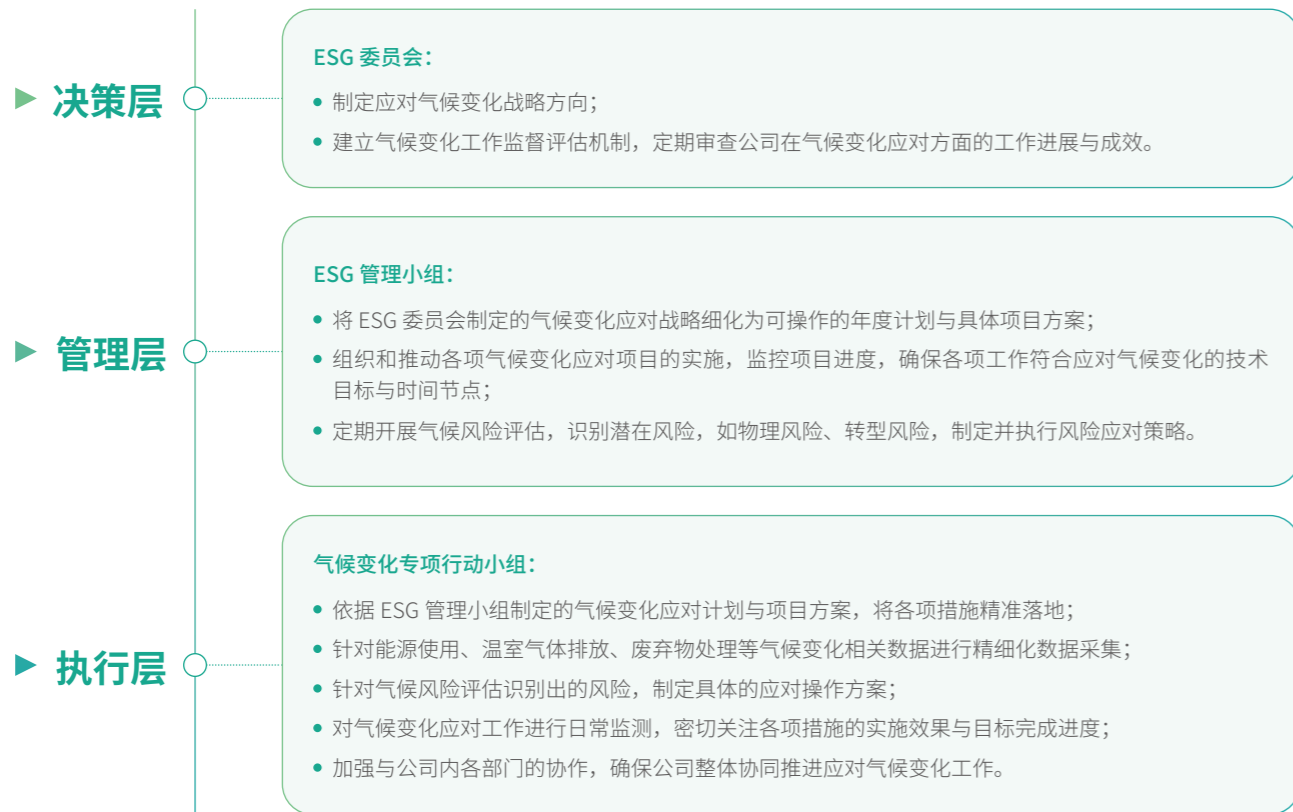 决策层
ESG 委员会：
制定应对气候变化战略方向；
建立气候变化工作监督评估机制，定期审查公司在气候变化应对方面的工作进展与成效。
管理层
ESG 管理小组：
将 ESG 委员会制定的气候变化应对战略细化为可操作的年度计划与具体项目方案；
组织和推动各项气候变化应对项目的实施，监控项目进度，确保各项工作符合应对气候变化的技术
目标与时间节点；
定期开展气候风险评估，识别潜在风险，如物理风险、转型风险，制定并执行风险应对策略。
执行层
气候变化专项行动小组：
依据 ESG 管理小组制定的气候变化应对计划与项目方案，将各项措施精准落地；
针对能源使用、温室气体排放、废弃物处理等气候变化相关数据进行精细化数据采集；
针对气候风险评估识别出的风险，制定具体的应对操作方案；
对气候变化应对工作进行日常监测，密切关注各项措施的实施效果与目标完成进度；
加强与公司内各部门的协作，确保公司整体协同推进应对气候变化工作。